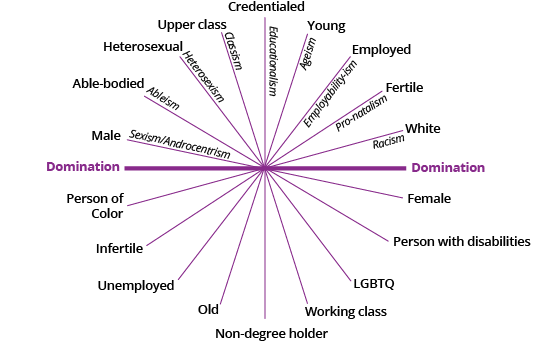 Credentialed
Upper class
Young
Heterosexual
Employed
Able-bodied
Fertile
Male
White
Classism
Educationalism
Ageism
Heterosexism
Employability-ism
Ableism
Pro-natalism
Sexism/Androcentrism
Racism
Domination
Domination
Person of
Color
Female
Infertile
Person with disabilities
Unemployed
LGBTQ
Old
Working class
Non-degree holder